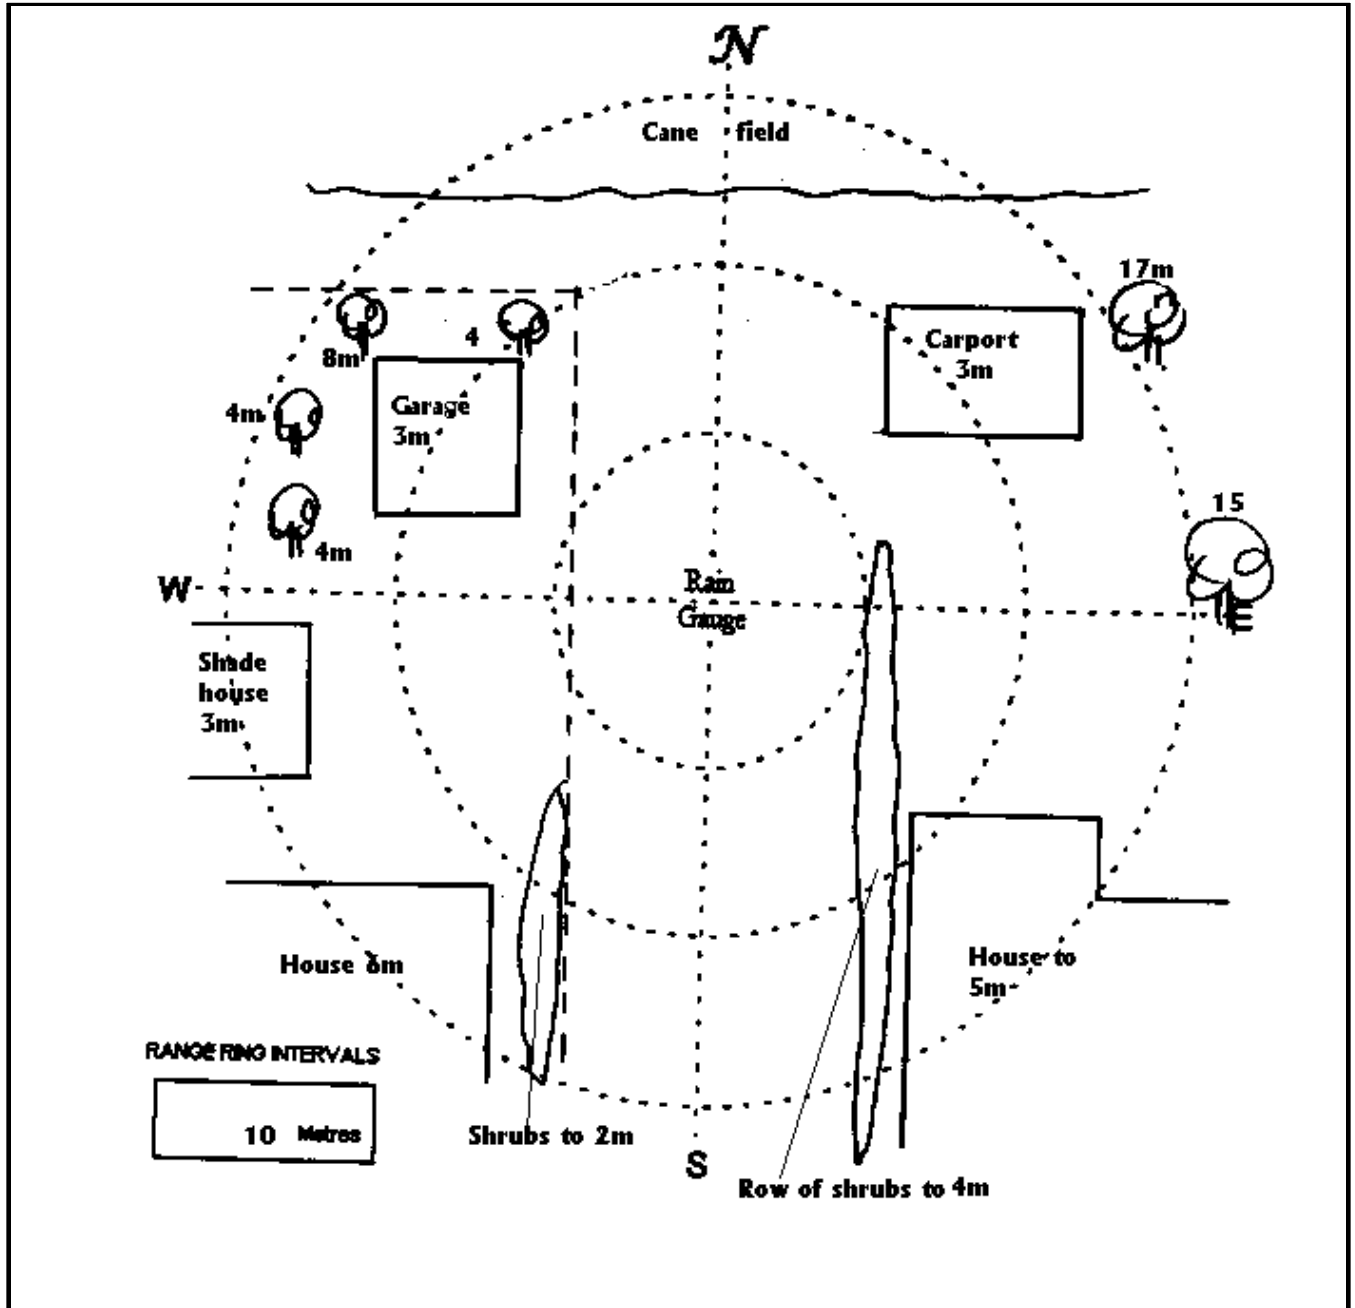 N
Cane field
17m
4
8m
Carport
3m
4m
Garage
3m
15
4m
W
Rain
Gauge
E
Shade
house
3m
House 6m
House to
5m
RANGE RING INTERVALS
10 Metres
Shrubs to 2m
S
Row of shrubs to 4m